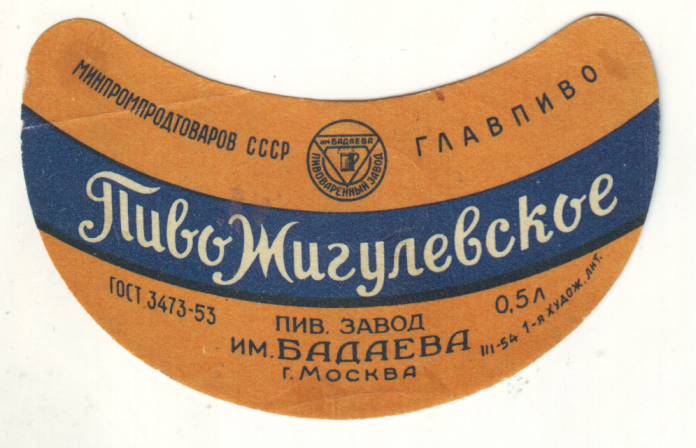 МИНПРОМПРОДТОВАРОВ СССР
ГЛАВПИВО
ИМ БАДАЕВА
ПИВОВАРЕННЫЙ ЗАВОД
Пиво Жигулевское
ГОСТ 3473-53
ПИВ. ЗАВОД
ИМ. БАДАЕВА
Г. МОСКВА
0,5 Л
III-54 1-Я ХУДОЖ. ЛИТ.